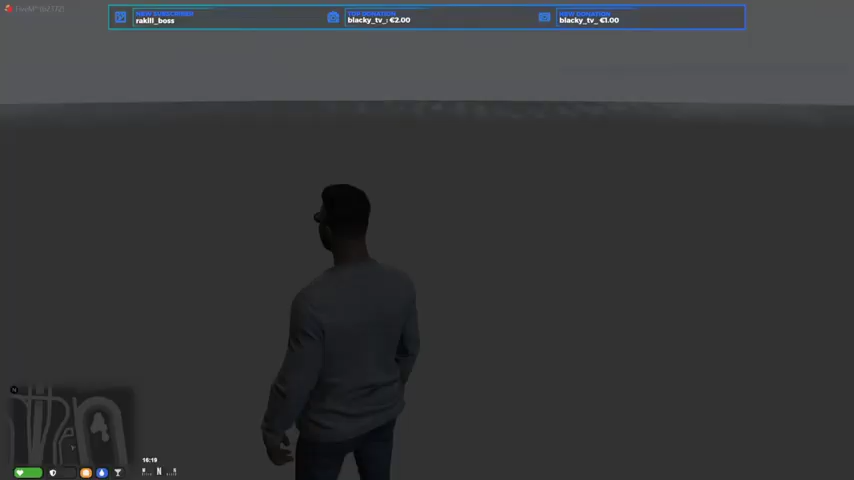 NEW SUBSCRIBER
rakill_boss
TOP DONATION
blacky_tv_: €2.00
NEW DONATION
blacky_tv_ €1.00
16:19
N